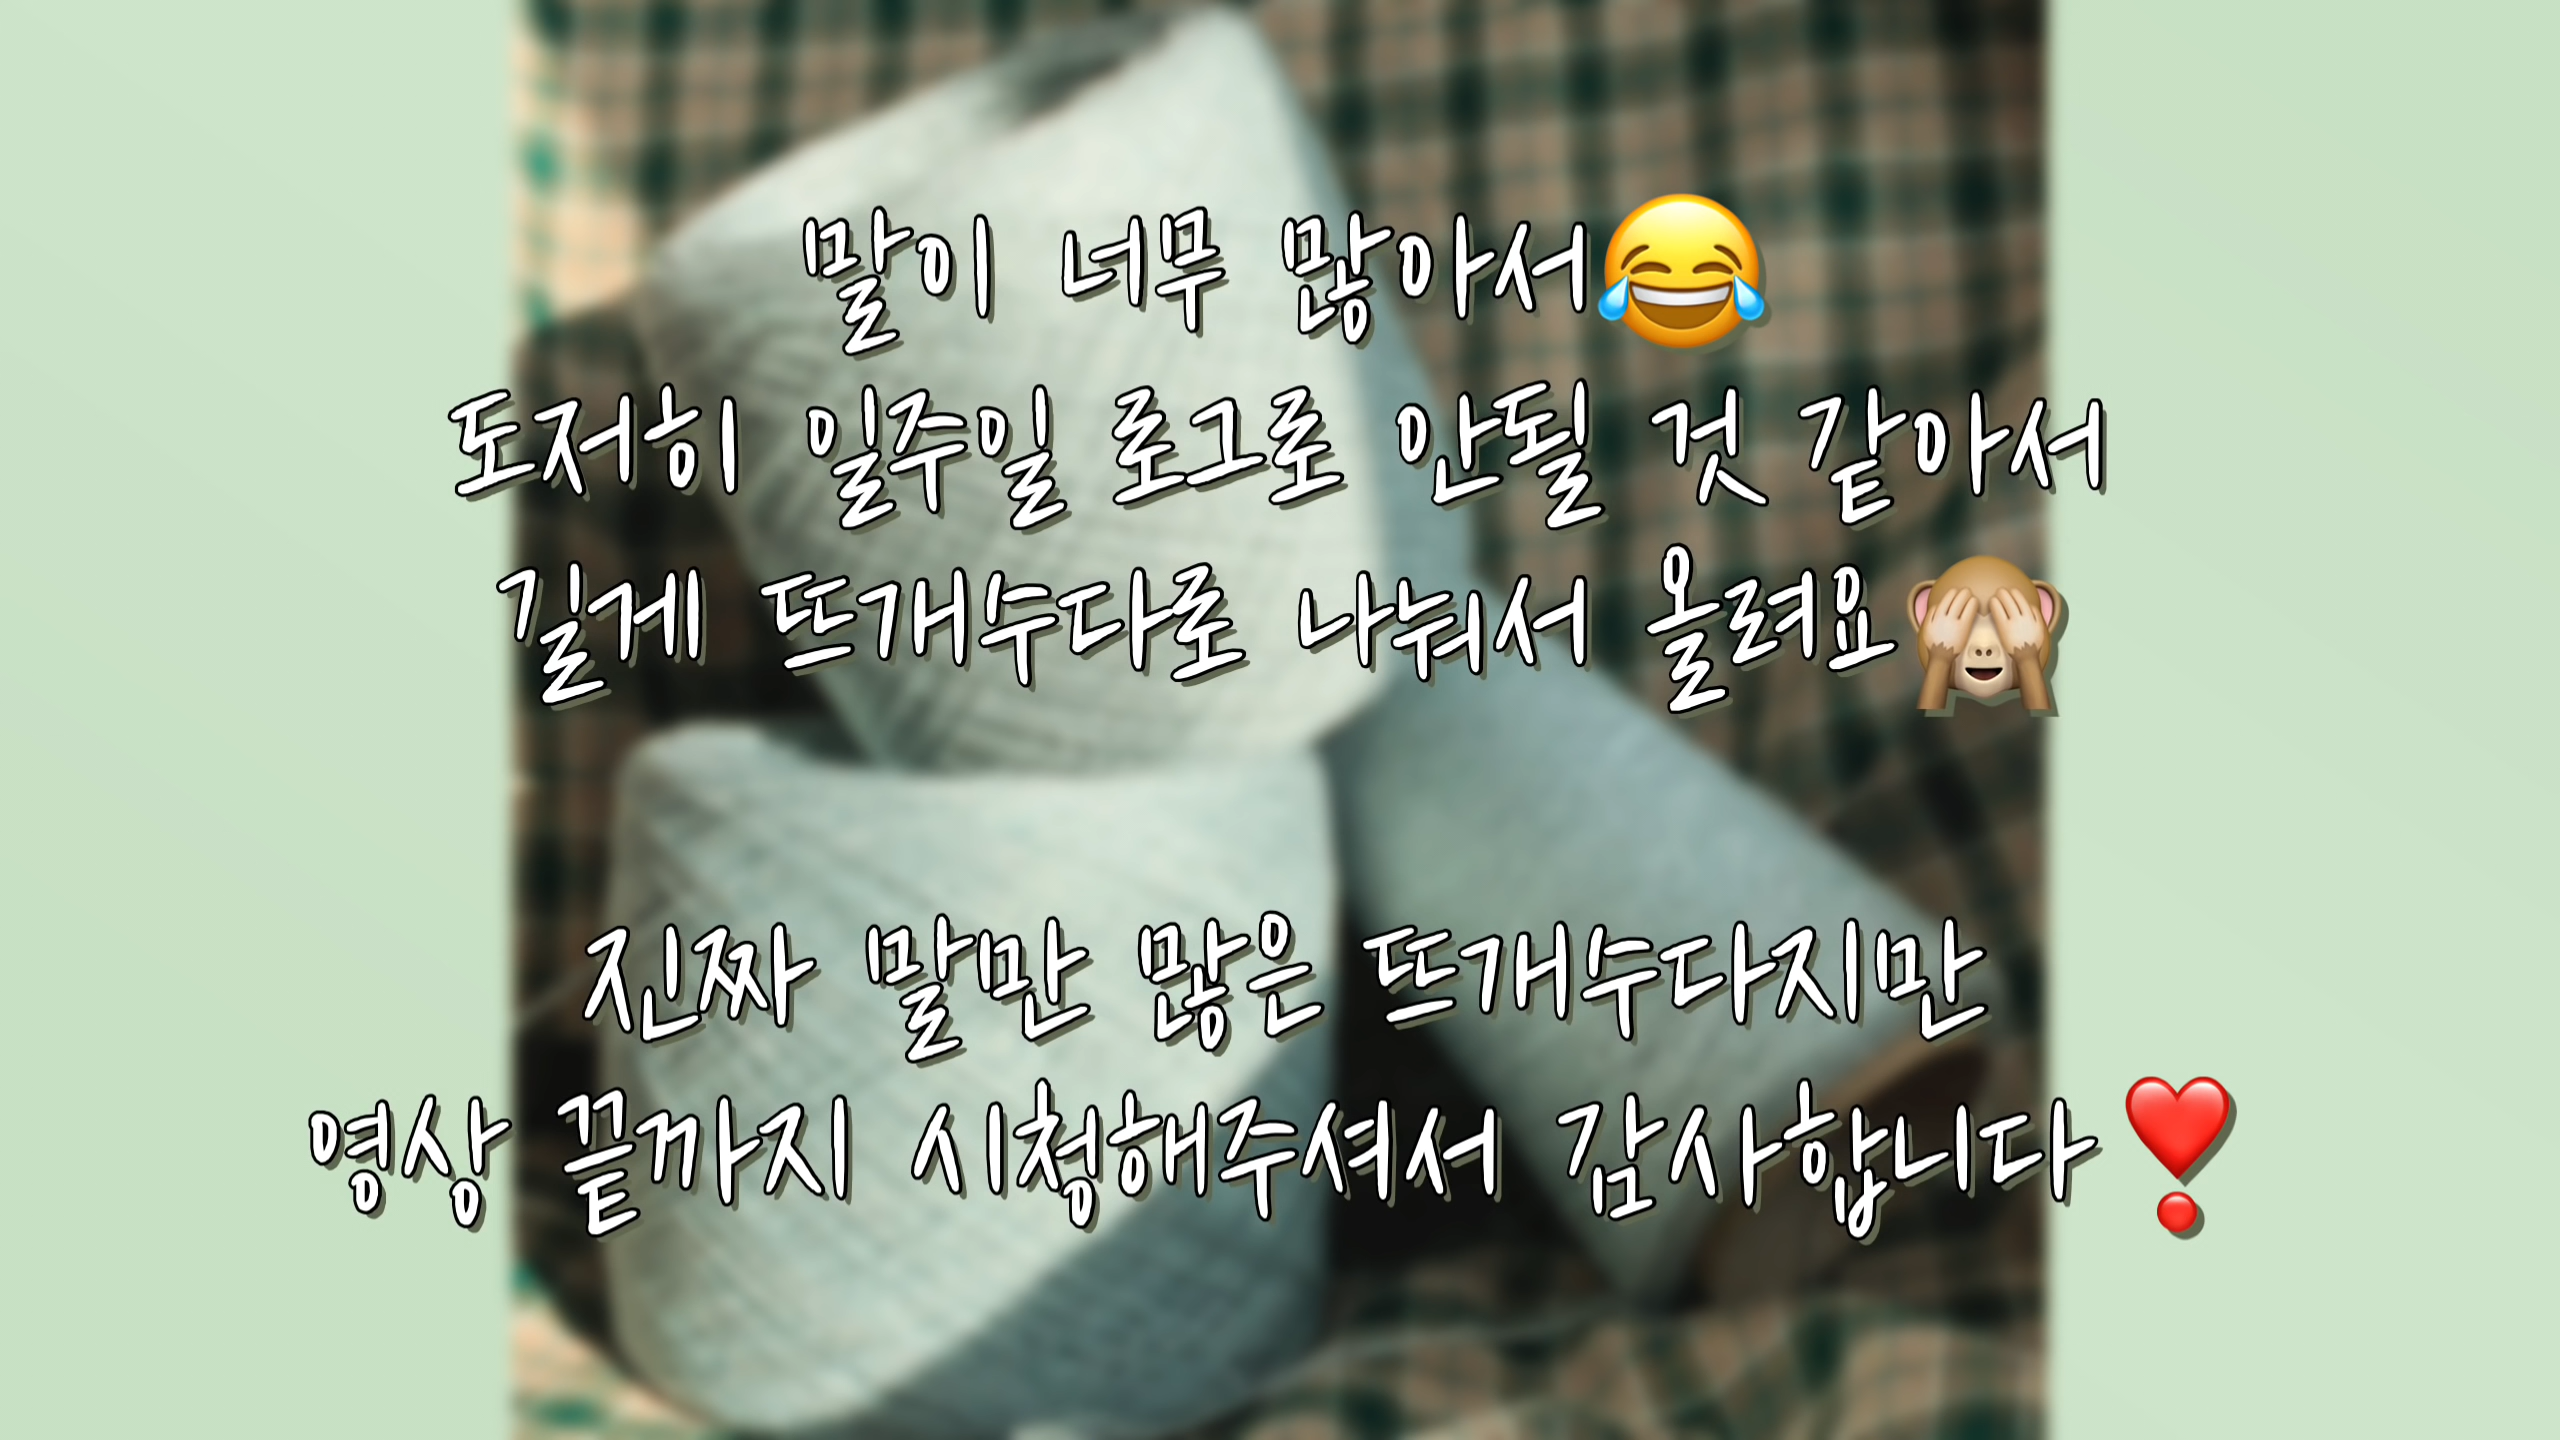 말이 너무 많아서😂
도저히 일주일 로그로 안될 것 같아서
길게 뜨개수다로 나눠서 올려요🙈
진짜 말만 많은 뜨개수다지만
영상 끝까지 시청해주셔서 감사합니다❣️